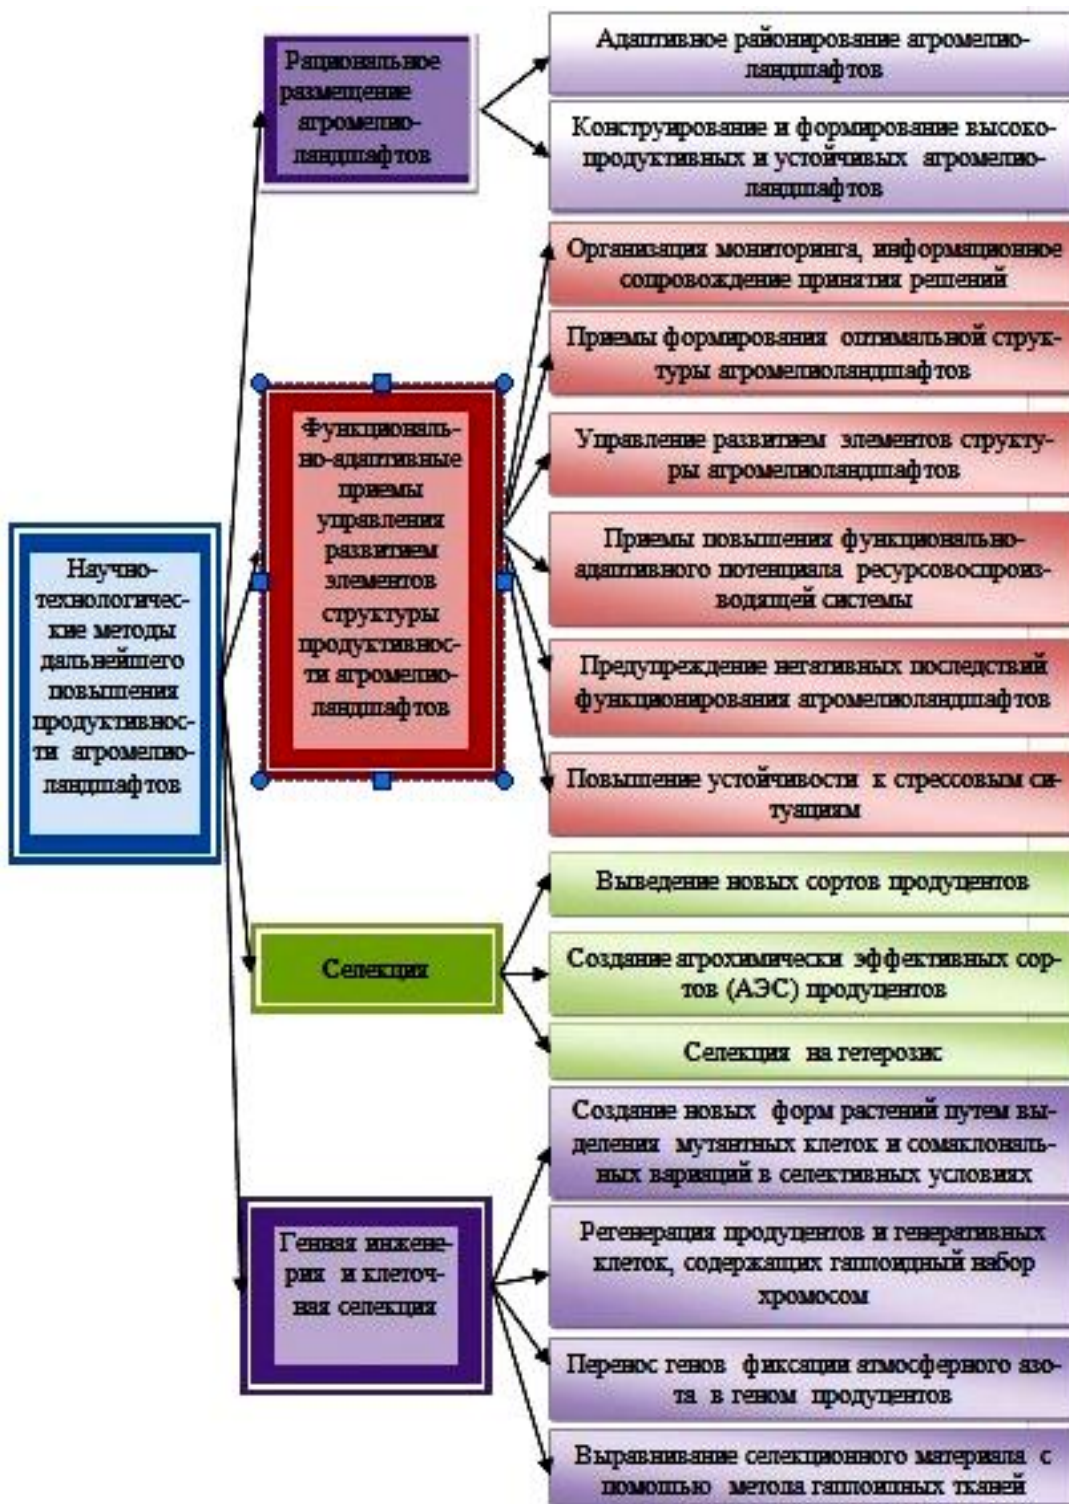 Рациональное
размещение
агромелио-
ландшафтов
Адаптивное районирование агромелио-
ландшафтов
Конструирование и формирование высоко-
продуктивных и устойчивых агромелио-
ландшафтов
Организация мониторинга, информационное
сопровождение принятия решений
Приемы формирования оптимальной струк-
туры агромелиоландшафтов
Управление развитием элементов структу-
ры агромелиоландшафтов
Приемы повышения функционально-
адаптивного потенциала ресурсовоспроиз-
водящей системы
Предупреждение негативных последствий
функционирования агромелиоландшафтов
Повышение устойчивости к стрессовым си-
туациям
Функциональ-
но-адаптивные
приемы
управления
развитием
элементов
структуры
продуктивнос-
ти агромелио-
ландшафтов
Научно-
технологичес-
кие методы
дальнейшего
повышения
продуктивнос-
ти агромелио-
ландшафтов
Селекция
Выведение новых сортов продуцентов
Создание агрохимически эффективных сор-
тов (АЭС) продуцентов
Селекция на гетерозис
Генная инжене-
рия и клеточ-
ная селекция
Создание новых форм растений путем вы-
деления мутантных клеток и сомаклональ-
ных вариаций в селективных условиях
Регенерация продуцентов и генеративных
клеток, содержащих гаплоидный набор
хромосом
Перенос генов фиксации атмосферного азо-
та в геном продуцентов
Выравнивание селекционного материала с
помощью метода гаплоидных тканей